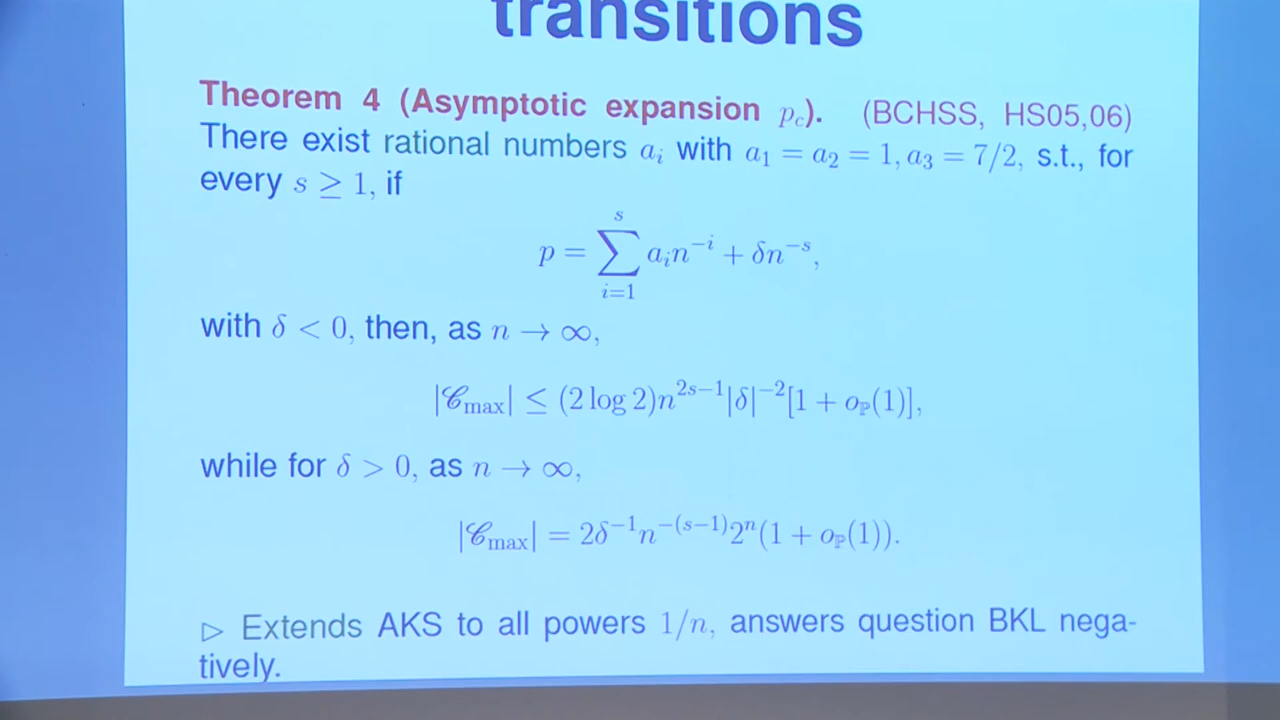 transitions
Theorem 4 (Asymptotic expansion p_c). (BCHSS, HS05,06)
There exist rational numbers a_i with a_1 = a_2 = 1, a_3 = 7/2, s.t., for
every s ≥ 1, if
p = ∑_{i=1}^{s} a_i n^{-i} + δn^{-s},
with δ < 0, then, as n → ∞,
|𝒞_max| ≤ (2 log 2)n^{2s-1}|δ|^{-2}[1 + o_ℙ(1)],
while for δ > 0, as n → ∞,
|𝒞_max| = 2δ^{-1}n^{-(s-1)}2^n(1 + o_ℙ(1)).
▷ Extends AKS to all powers 1/n, answers question BKL nega-
tively.